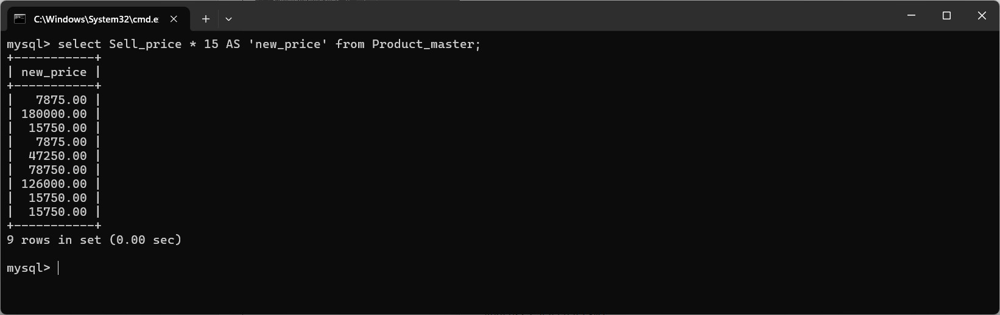 C:\Windows\System32\cmd.e
mysql> select Sell_price * 15 AS 'new_price' from Product_master;
+-----------+
| new_price |
+-----------+
|   7875.00 |
| 180000.00 |
|  15750.00 |
|   7875.00 |
|  47250.00 |
|  78750.00 |
| 126000.00 |
|  15750.00 |
|  15750.00 |
+-----------+
9 rows in set (0.00 sec)
mysql>